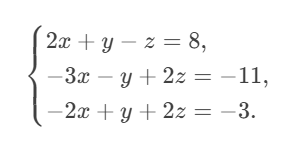 2x + y − z = 8,
−3x − y + 2z = −11,
−2x + y + 2z = −3.